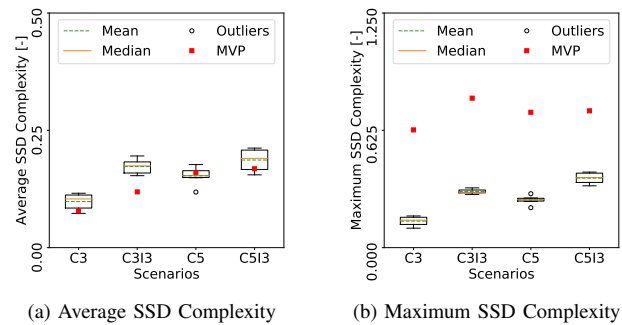 0.50
0.25
0.00
Average SSD Complexity [-]
Mean
Median
Outliers
MVP
C3
C3I3
C5
C5I3
Scenarios
(a) Average SSD Complexity
1.250
0.625
0.000
Maximum SSD Complexity [-]
Mean
Median
Outliers
MVP
C3
C3I3
C5
C5I3
Scenarios
(b) Maximum SSD Complexity